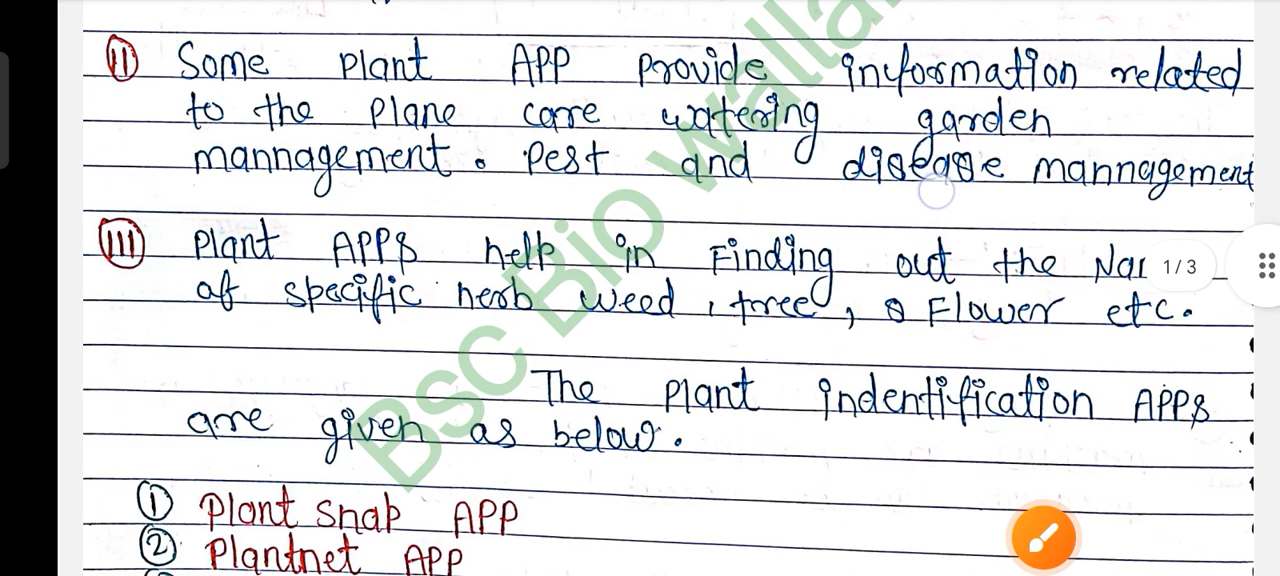 (II) Some Plant APP provide information related
to the Plane care watering garden
mannagement. Pest and disease mannagement
(III) Plant APPs help in Finding out the Na
of specific herb weed, tree, Flower etc.
1/3
The Plant indentification APPs
are given as below.
① Plant snap APP
② Plantnet APP
BSC Bio walla